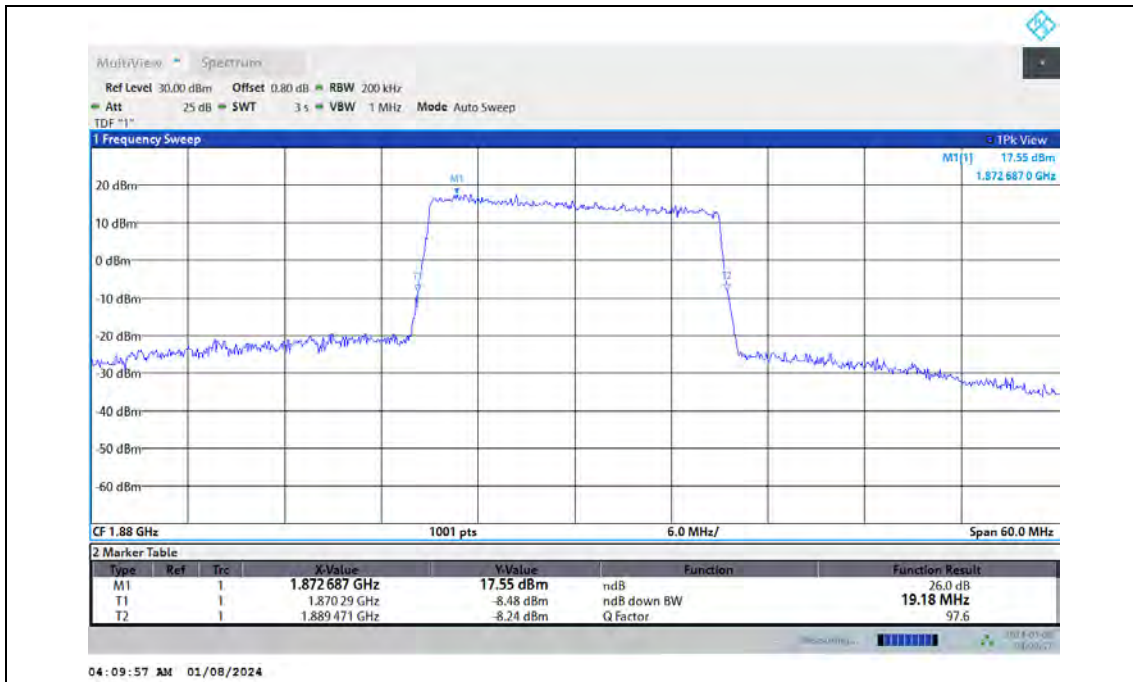 MultiView Spectrum
Ref Level 30.00 dBm Offset 0.80 dB RBW 200 kHz
Att 25 dB SWT 3 s VBW 1 MHz Mode Auto Sweep
TDF "1"
1 Frequency Sweep 1Pk View
M1[1] 17.55 dBm
1.872 687 0 GHz
M1
20 dBm
10 dBm
0 dBm
T1 T2
-10 dBm
-20 dBm
-30 dBm
-40 dBm
-50 dBm
-60 dBm
CF 1.88 GHz 1001 pts 6.0 MHz/ Span 60.0 MHz
2 Marker Table
Type Ref Trc X-Value Y-Value Function Function Result
M1 1 1.872 687 GHz 17.55 dBm ndB 26.0 dB
T1 1 1.870 29 GHz -8.48 dBm ndB down BW 19.18 MHz
T2 1 1.889 471 GHz -8.24 dBm Q Factor 97.6
Measuring...
04:09:57 AM 01/08/2024